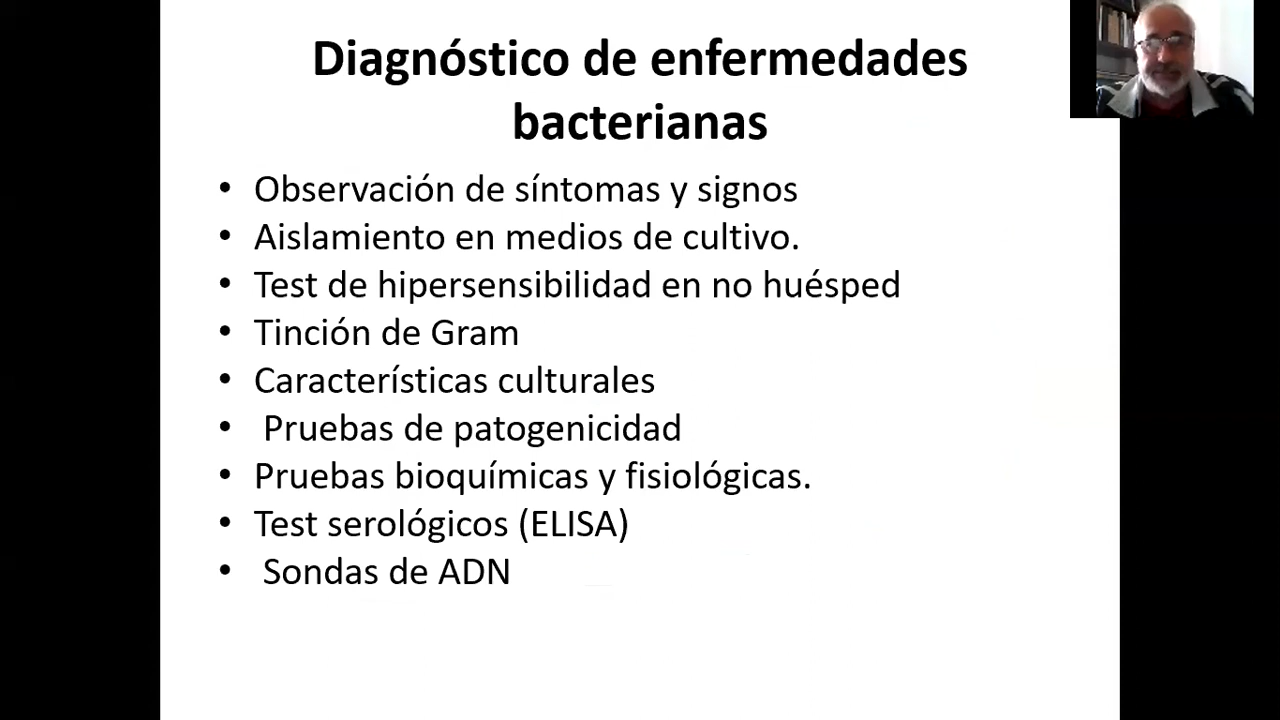 Diagnóstico de enfermedades
bacterianas
• Observación de síntomas y signos
• Aislamiento en medios de cultivo.
• Test de hipersensibilidad en no huésped
• Tinción de Gram
• Características culturales
• Pruebas de patogenicidad
• Pruebas bioquímicas y fisiológicas.
• Test serológicos (ELISA)
• Sondas de ADN